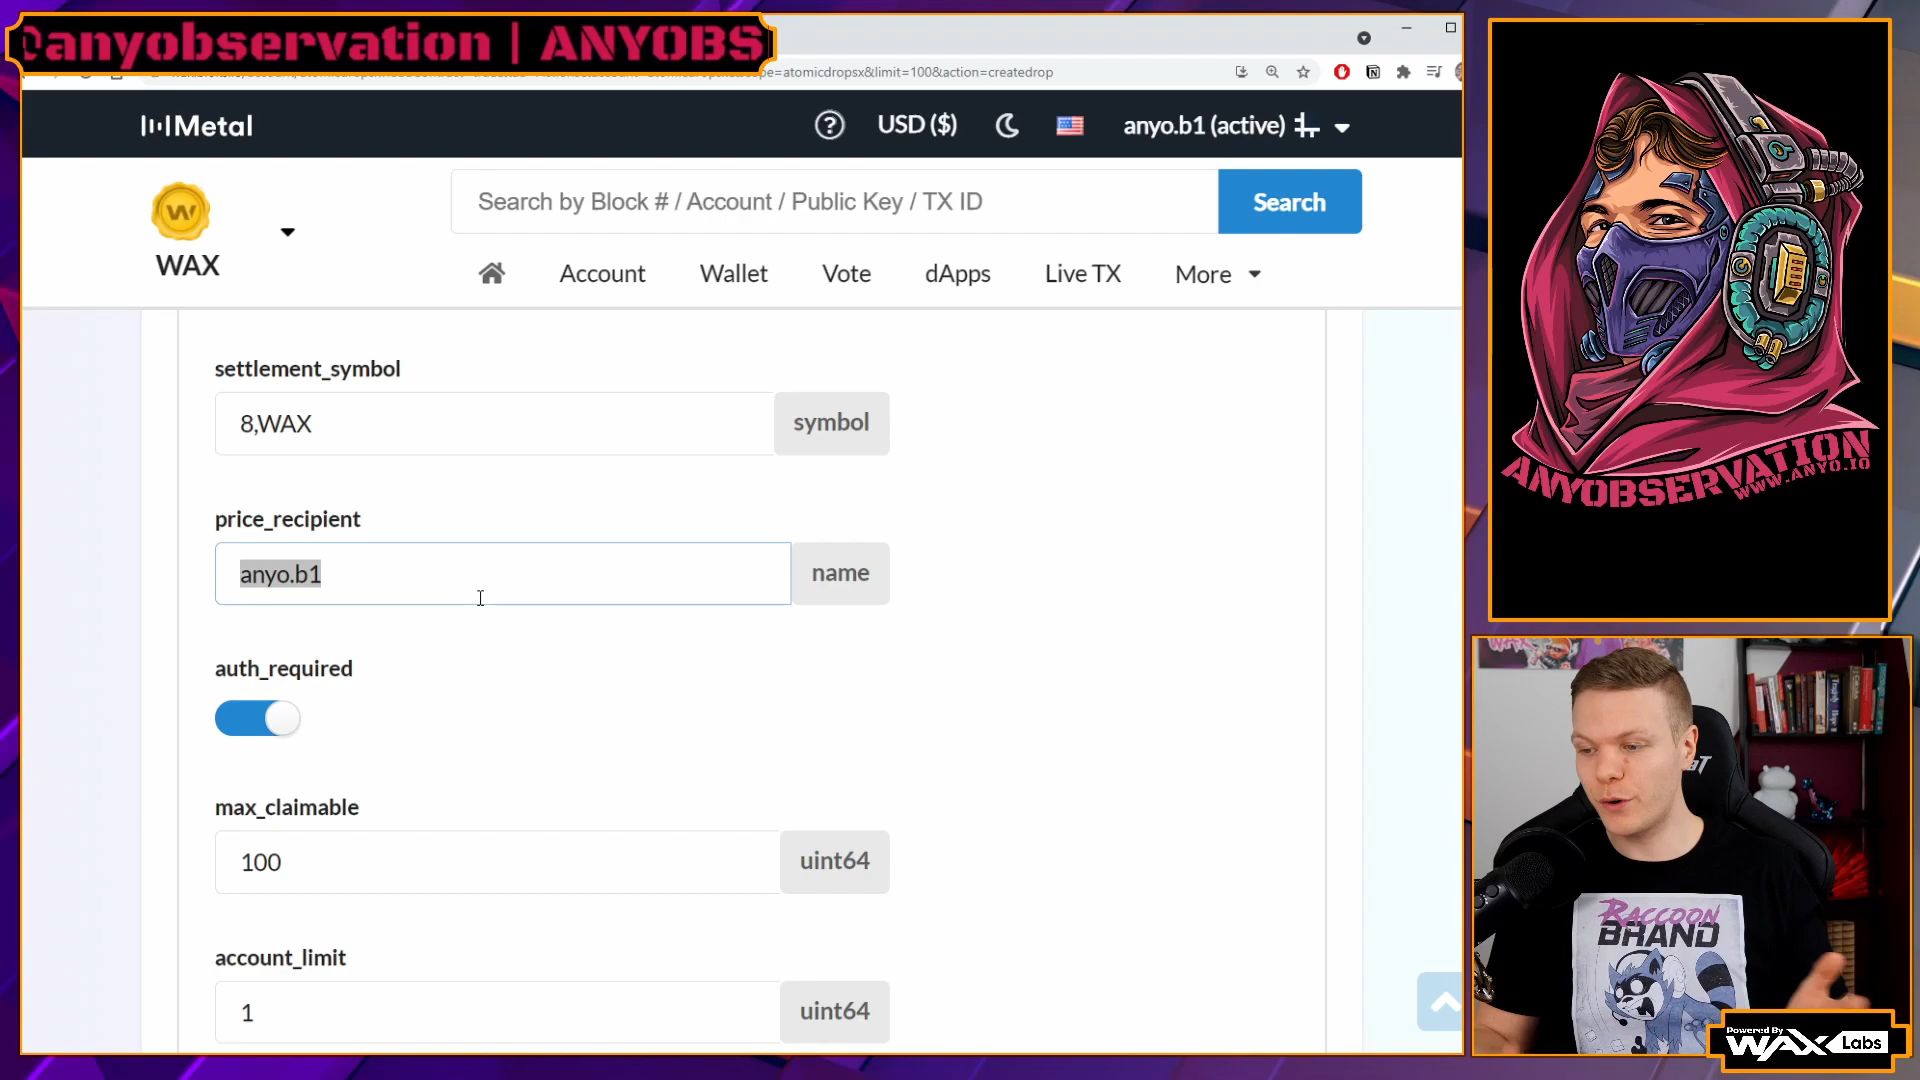 anyobservation | ANYOBS
pe=atomicdropsx&limit=100&action=createdrop
Metal
USD ($)
anyo.b1 (active)
WAX
Search by Block # / Account / Public Key / TX ID
Search
Account
Wallet
Vote
dApps
Live TX
More
settlement_symbol
8,WAX
symbol
price_recipient
anyo.b1
name
auth_required
max_claimable
100
uint64
account_limit
1
uint64
ANYOBSERVATION
WWW.ANYO.IO
RACCOON
BRAND
Powered By
WAX Labs